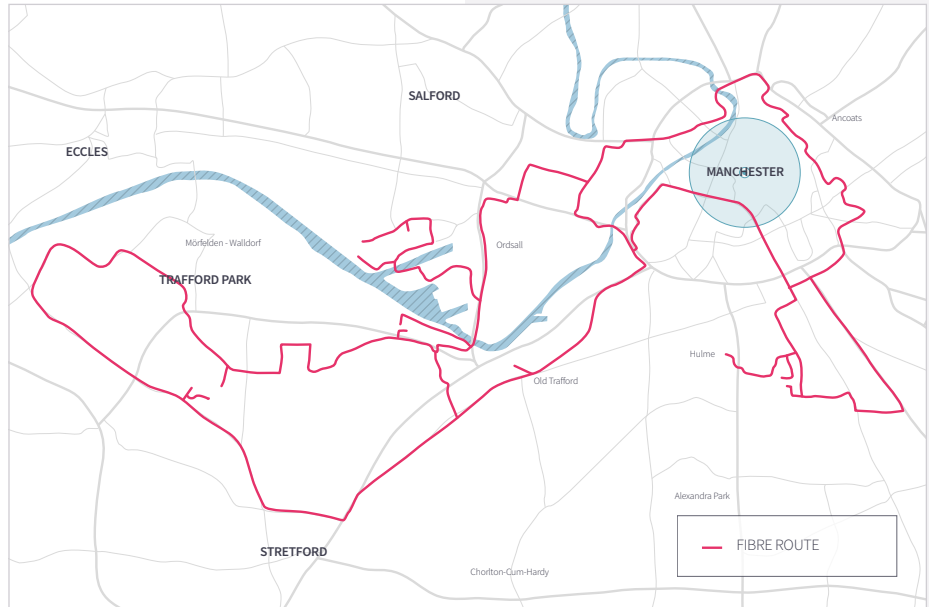 SALFORD
Ancoats
ECCLES
MANCHESTER
Mörfelden - Walldorf
Ordsall
TRAFFORD PARK
Hulme
Old Trafford
Alexandra Park
FIBRE ROUTE
STRETFORD
Chorlton-Cum-Hardy